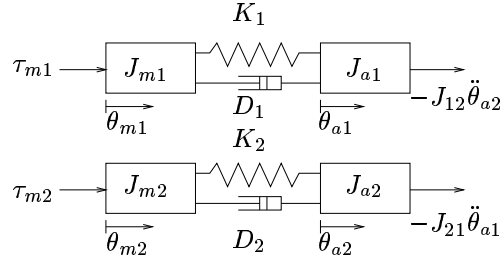 K₁
τₘ₁ Jₘ₁ Jₐ₁
D₁ −J₁₂θ̈ₐ₂
θₘ₁ θₐ₁
K₂
τₘ₂ Jₘ₂ Jₐ₂
D₂ −J₂₁θ̈ₐ₁
θₘ₂ θₐ₂